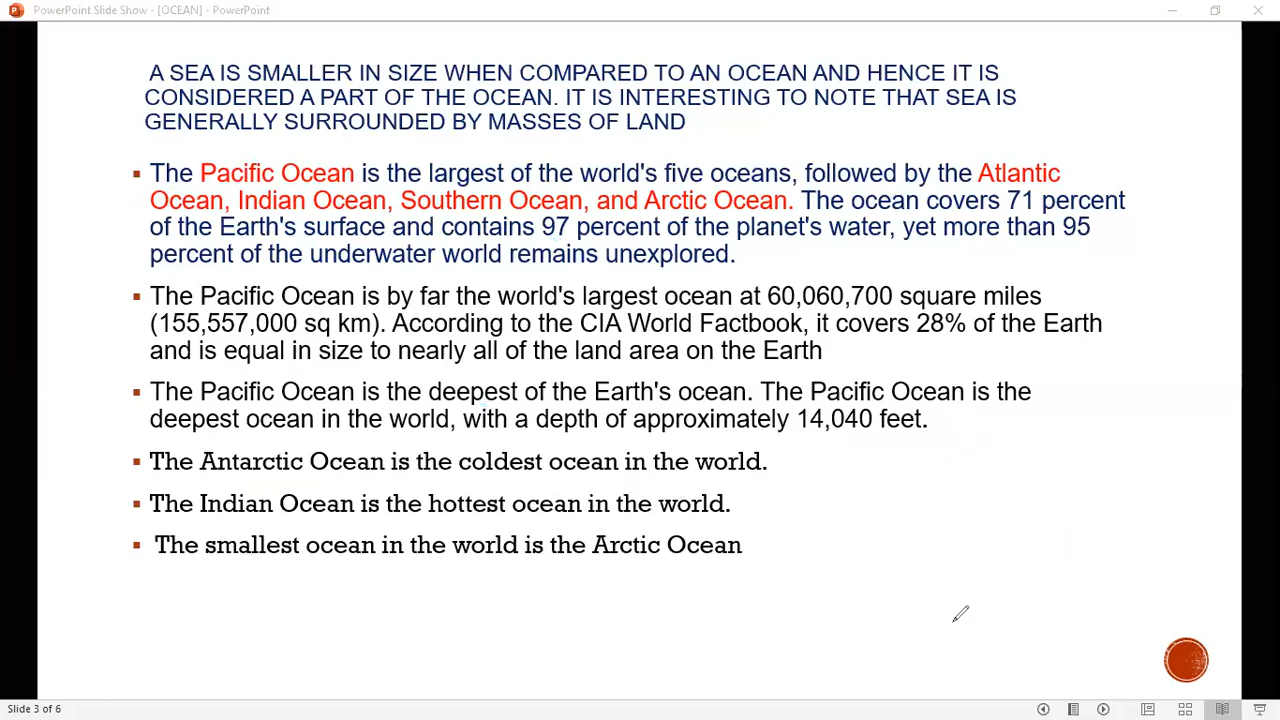 PowerPoint Slide Show - [OCEAN] - PowerPoint
A SEA IS SMALLER IN SIZE WHEN COMPARED TO AN OCEAN AND HENCE IT IS
CONSIDERED A PART OF THE OCEAN. IT IS INTERESTING TO NOTE THAT SEA IS
GENERALLY SURROUNDED BY MASSES OF LAND
The Pacific Ocean is the largest of the world's five oceans, followed by the Atlantic
Ocean, Indian Ocean, Southern Ocean, and Arctic Ocean. The ocean covers 71 percent
of the Earth's surface and contains 97 percent of the planet's water, yet more than 95
percent of the underwater world remains unexplored.
The Pacific Ocean is by far the world's largest ocean at 60,060,700 square miles
(155,557,000 sq km). According to the CIA World Factbook, it covers 28% of the Earth
and is equal in size to nearly all of the land area on the Earth
The Pacific Ocean is the deepest of the Earth's ocean. The Pacific Ocean is the
deepest ocean in the world, with a depth of approximately 14,040 feet.
The Antarctic Ocean is the coldest ocean in the world.
The Indian Ocean is the hottest ocean in the world.
The smallest ocean in the world is the Arctic Ocean
Slide 3 of 6